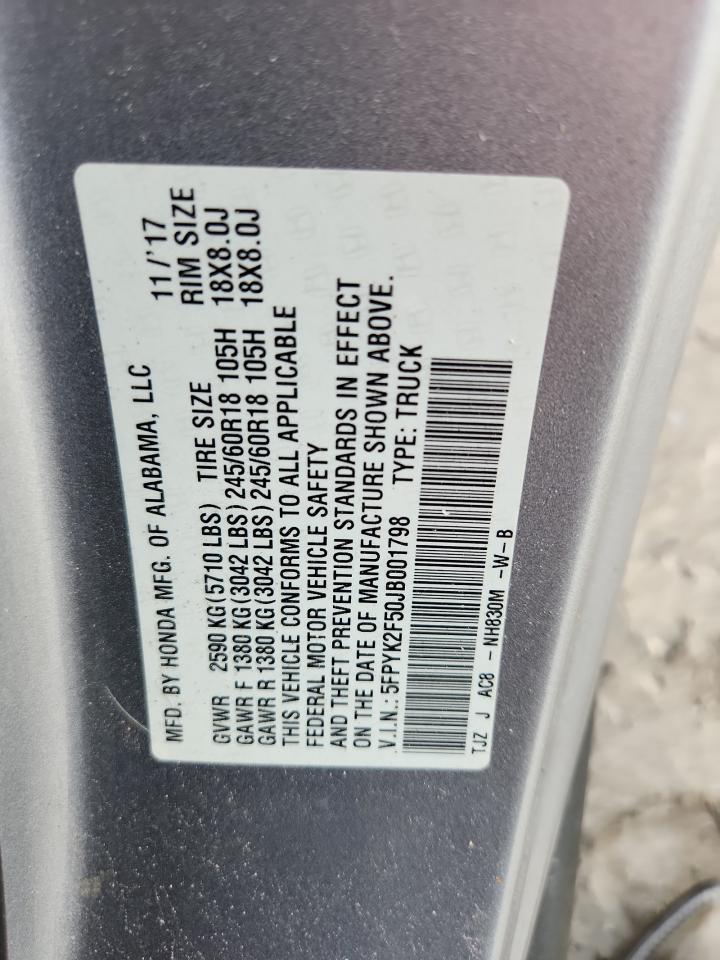 MFD. BY HONDA MFG. OF ALABAMA, LLC 11/'17
GVWR 2590 KG(5710 LBS) TIRE SIZE RIM SIZE
GAWR F 1380 KG(3042 LBS) 245/60R18 105H 18X8.0J
GAWR R 1380 KG(3042 LBS) 245/60R18 105H 18X8.0J
THIS VEHICLE CONFORMS TO ALL APPLICABLE
FEDERAL MOTOR VEHICLE SAFETY
AND THEFT PREVENTION STANDARDS IN EFFECT
ON THE DATE OF MANUFACTURE SHOWN ABOVE.
V.I.N.: 5FPYK2F50JB001798 TYPE: TRUCK
TJZ J AC8 - NH830M -W-B